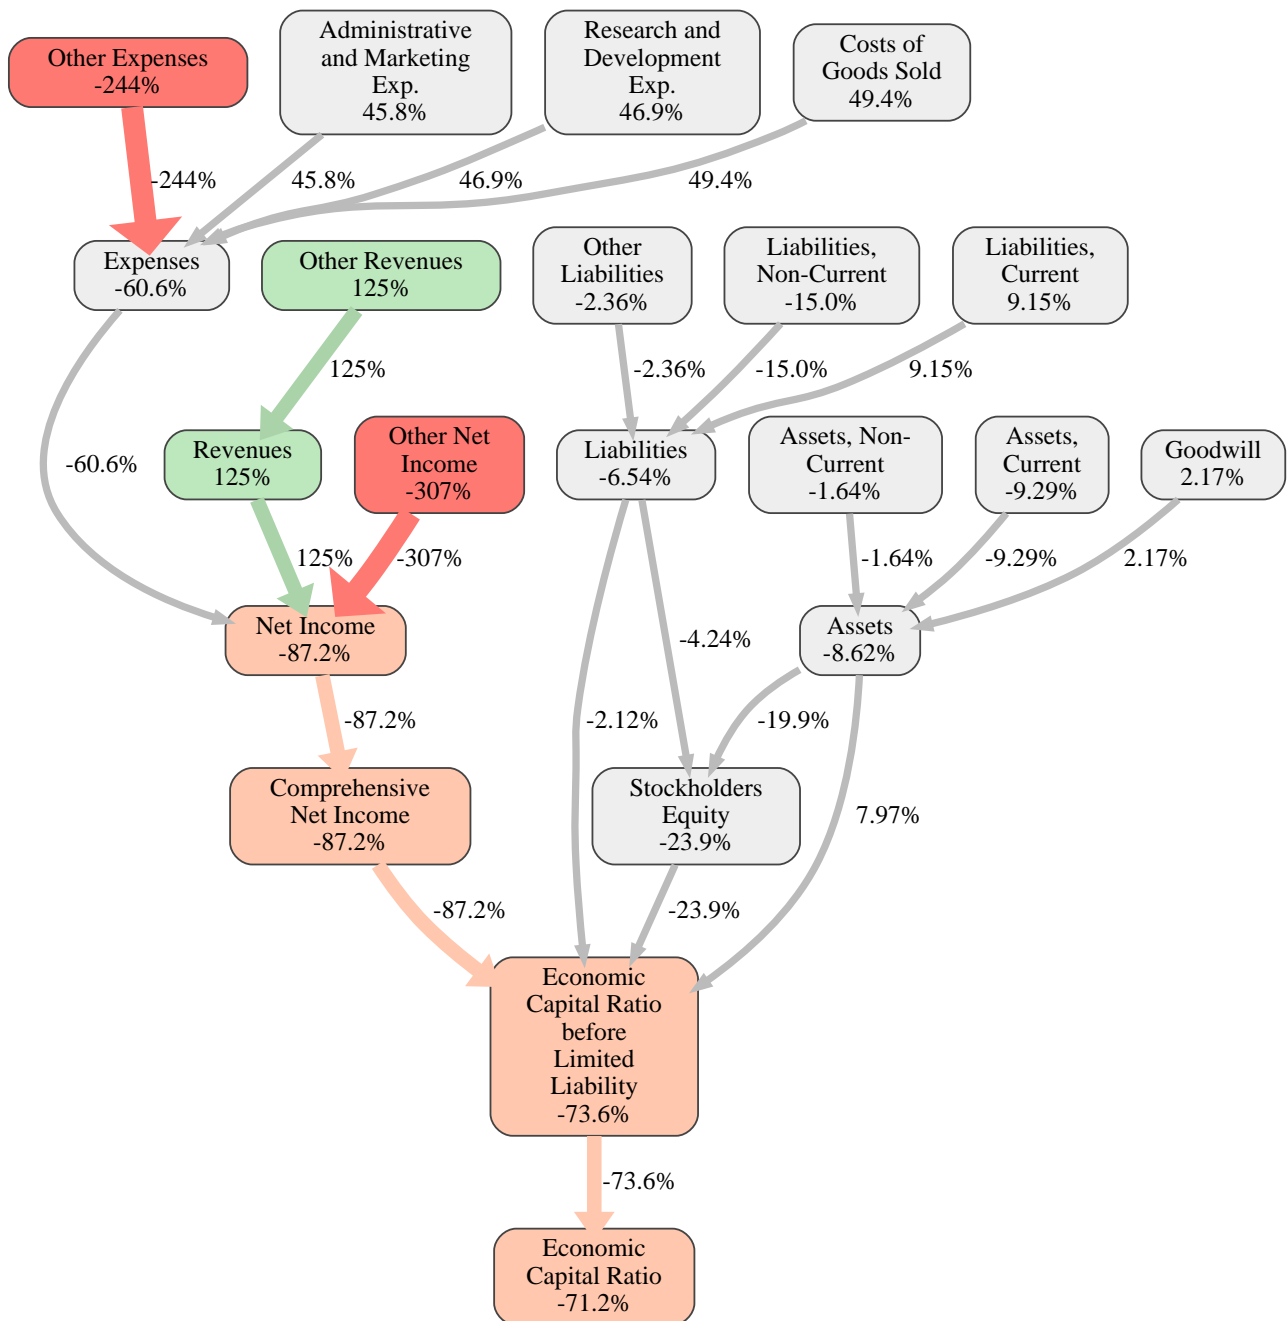 Other Expenses
-244%
Administrative
and Marketing
Exp.
45.8%
Research and
Development
Exp.
46.9%
Costs of
Goods Sold
49.4%
-244%
45.8%
46.9%
49.4%
Expenses
-60.6%
Other Revenues
125%
Other
Liabilities
-2.36%
Liabilities,
Non-Current
-15.0%
Liabilities,
Current
9.15%
125%
-2.36%
-15.0%
9.15%
-60.6%
Revenues
125%
Other Net
Income
-307%
Liabilities
-6.54%
Assets, Non-
Current
-1.64%
Assets,
Current
-9.29%
Goodwill
2.17%
125%
-307%
-1.64%
-9.29%
2.17%
Net Income
-87.2%
-4.24%
Assets
-8.62%
-87.2%
-2.12%
-19.9%
Comprehensive
Net Income
-87.2%
Stockholders
Equity
-23.9%
7.97%
-87.2%
-23.9%
Economic
Capital Ratio
before
Limited
Liability
-73.6%
-73.6%
Economic
Capital Ratio
-71.2%